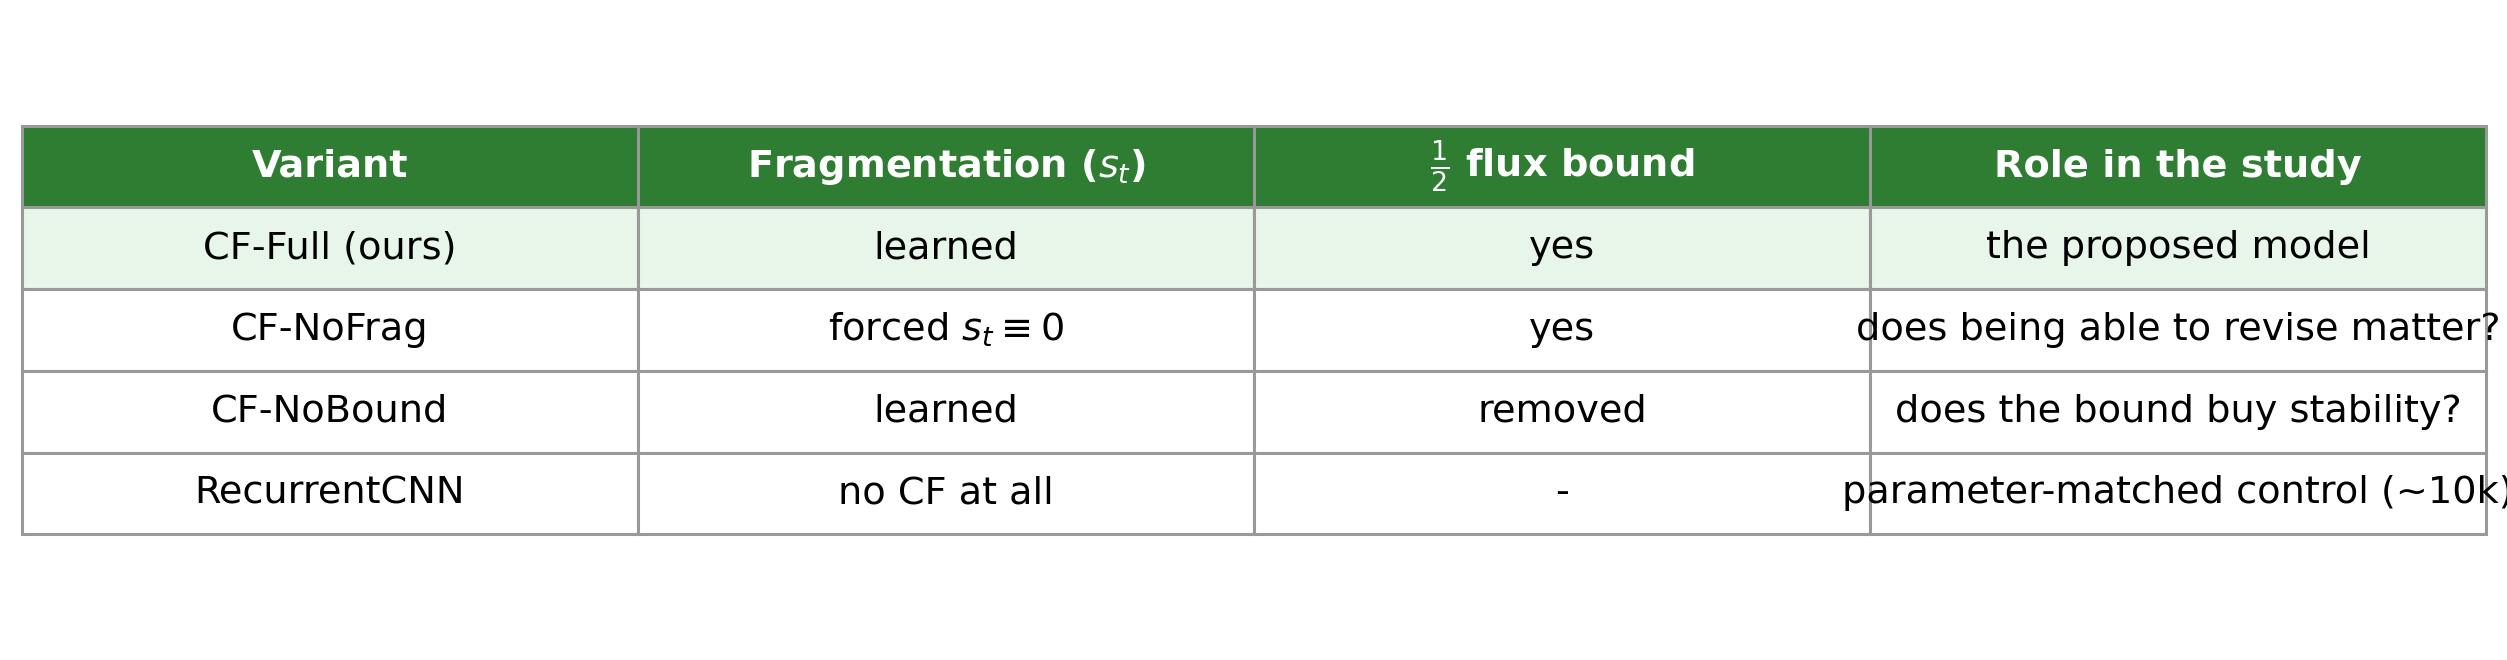 Variant Fragmentation (s_t) 1/2 flux bound Role in the study
CF-Full (ours) learned yes the proposed model
CF-NoFrag forced s_t ≡ 0 yes does being able to revise matter?
CF-NoBound learned removed does the bound buy stability?
RecurrentCNN no CF at all - parameter-matched control (~10k)